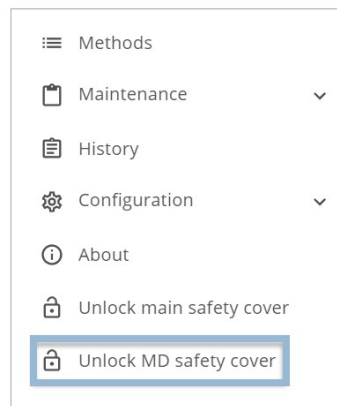 Methods
Maintenance
History
Configuration
About
Unlock main safety cover
Unlock MD safety cover